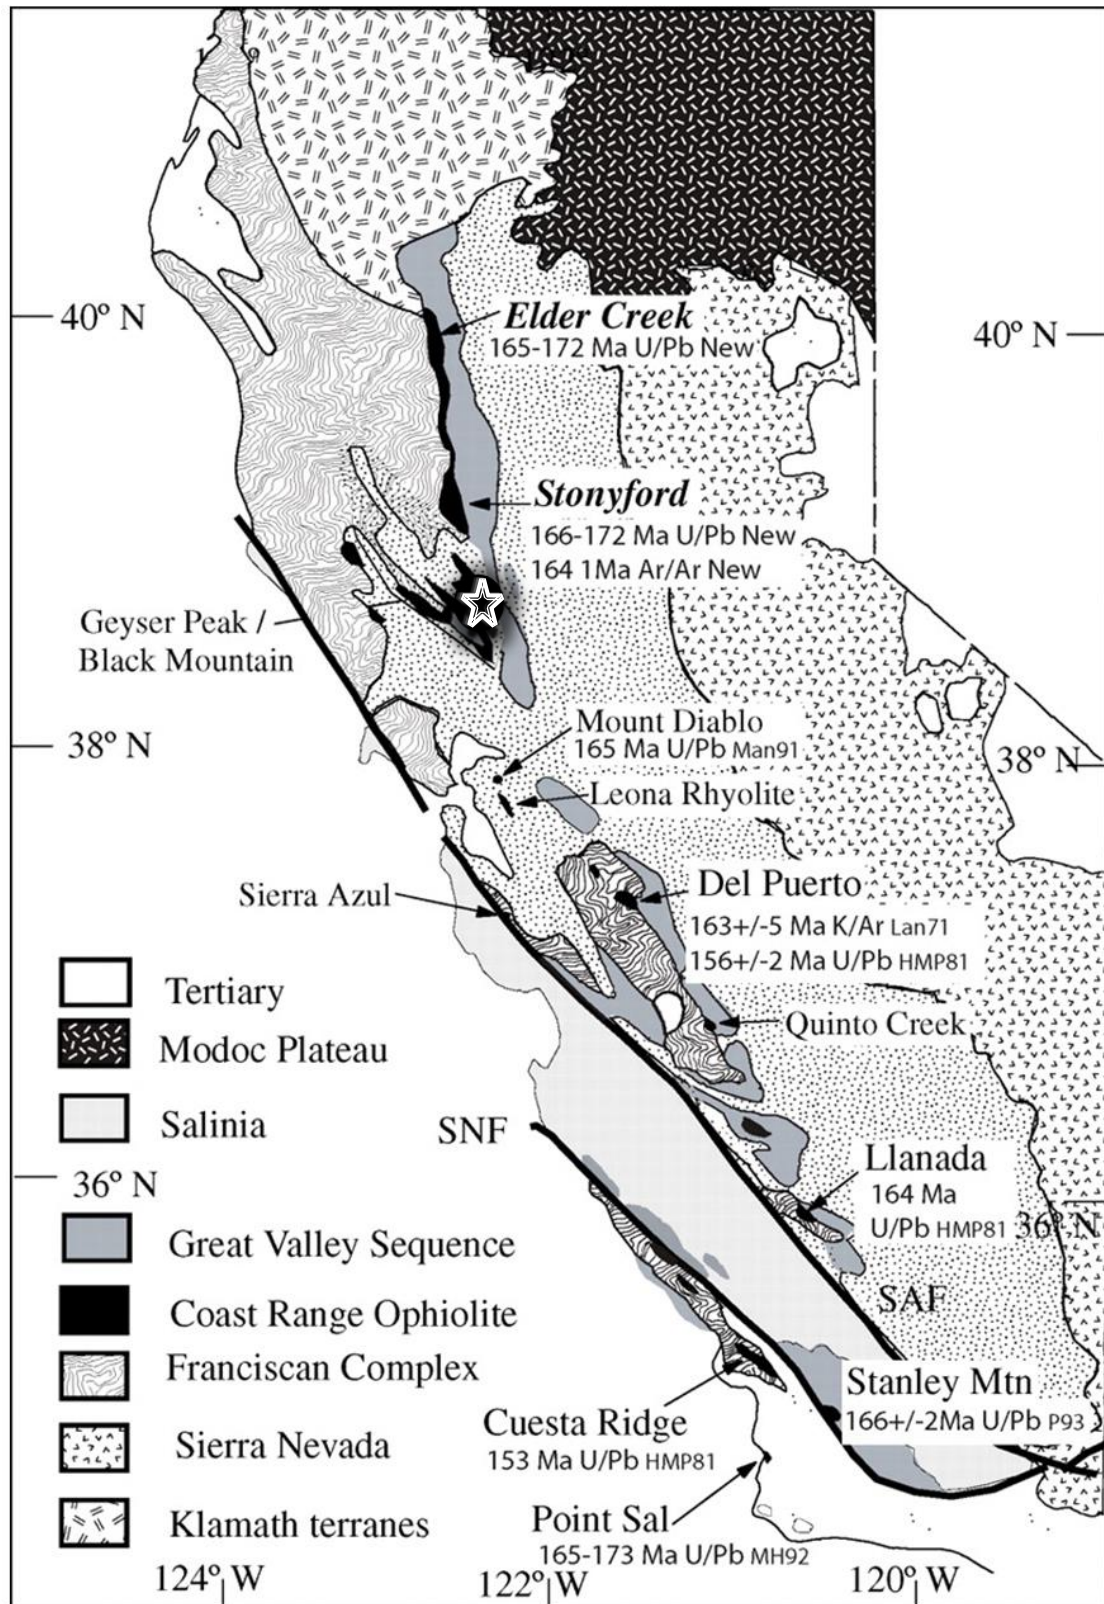 40° N
Elder Creek
165-172 Ma U/Pb New
40° N
Stonyford
166-172 Ma U/Pb New
164 1Ma Ar/Ar New
Geyser Peak /
Black Mountain
Mount Diablo
165 Ma U/Pb Man91
38° N
38° N
Leona Rhyolite
Sierra Azul
Del Puerto
163+/-5 Ma K/Ar Lan71
156+/-2 Ma U/Pb HMP81
Quinto Creek
Tertiary
Modoc Plateau
Salinia
SNF
36° N
Llanada
164 Ma
U/Pb HMP81
36° N
Great Valley Sequence
Coast Range Ophiolite
Franciscan Complex
Sierra Nevada
Klamath terranes
SAF
Stanley Mtn
166+/-2Ma U/Pb P93
Cuesta Ridge
153 Ma U/Pb HMP81
Point Sal
165-173 Ma U/Pb MH92
124° W
122° W
120° W